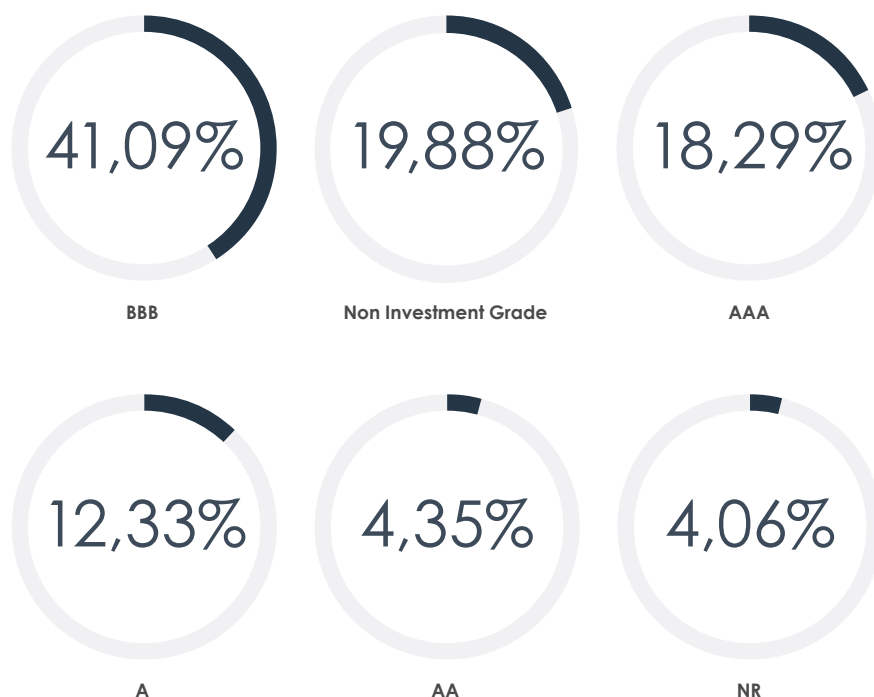 41,09%
19,88%
18,29%
BBB
Non Investment Grade
AAA
12,33%
4,35%
4,06%
A
AA
NR